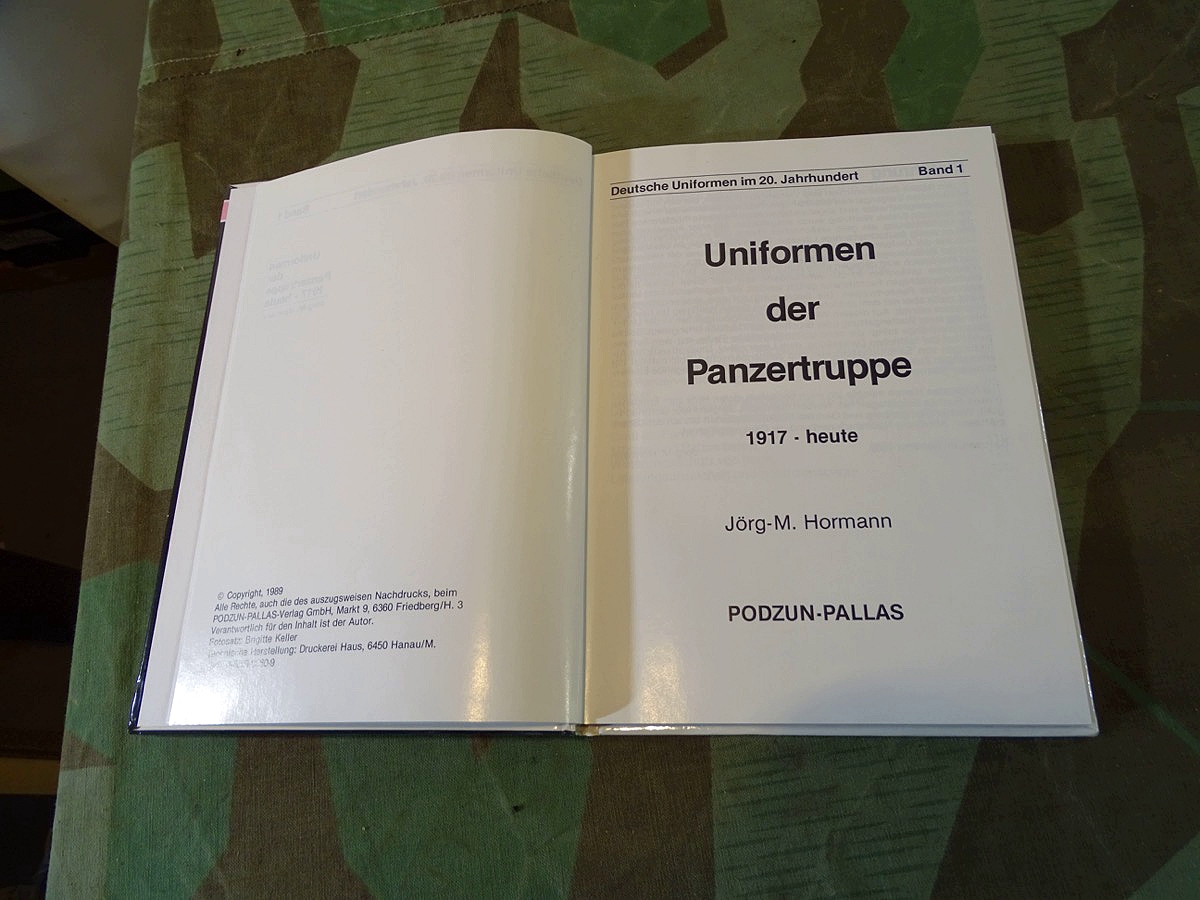 © Copyright, 1989
Alle Rechte, auch die des auszugsweisen Nachdrucks, beim
PODZUN-PALLAS-Verlag GmbH, Markt 9, 6360 Friedberg/H. 3
Verantwortlich für den Inhalt ist der Autor.
Fotosatz: Brigitte Keller
Technische Herstellung: Druckerei Haus, 6450 Hanau/M.
Deutsche Uniformen im 20. Jahrhundert Band 1
Uniformen
der
Panzertruppe
1917 - heute
Jörg-M. Hormann
PODZUN-PALLAS